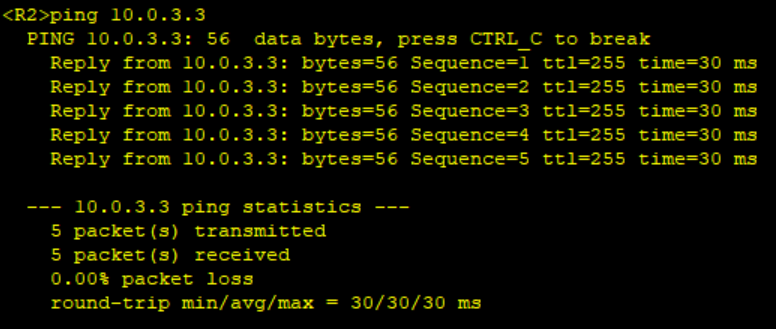 <R2>ping 10.0.3.3
  PING 10.0.3.3: 56  data bytes, press CTRL_C to break
    Reply from 10.0.3.3: bytes=56 Sequence=1 ttl=255 time=30 ms
    Reply from 10.0.3.3: bytes=56 Sequence=2 ttl=255 time=30 ms
    Reply from 10.0.3.3: bytes=56 Sequence=3 ttl=255 time=30 ms
    Reply from 10.0.3.3: bytes=56 Sequence=4 ttl=255 time=30 ms
    Reply from 10.0.3.3: bytes=56 Sequence=5 ttl=255 time=30 ms

  --- 10.0.3.3 ping statistics ---
    5 packet(s) transmitted
    5 packet(s) received
    0.00% packet loss
    round-trip min/avg/max = 30/30/30 ms